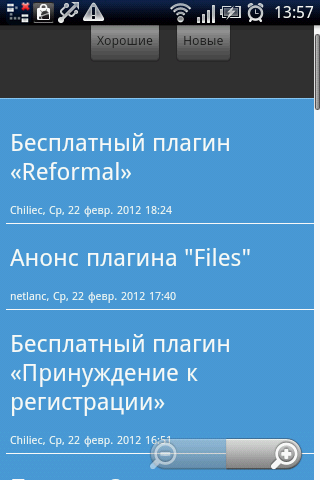 13:57
Хорошие Новые
Бесплатный плагин
«Reformal»
Chiliec, Ср, 22 февр. 2012 18:24
Анонс плагина "Files"
netlanc, Ср, 22 февр. 2012 17:40
Бесплатный плагин
«Принуждение к
регистрации»
Chiliec, Ср, 22 февр. 2012 16:51